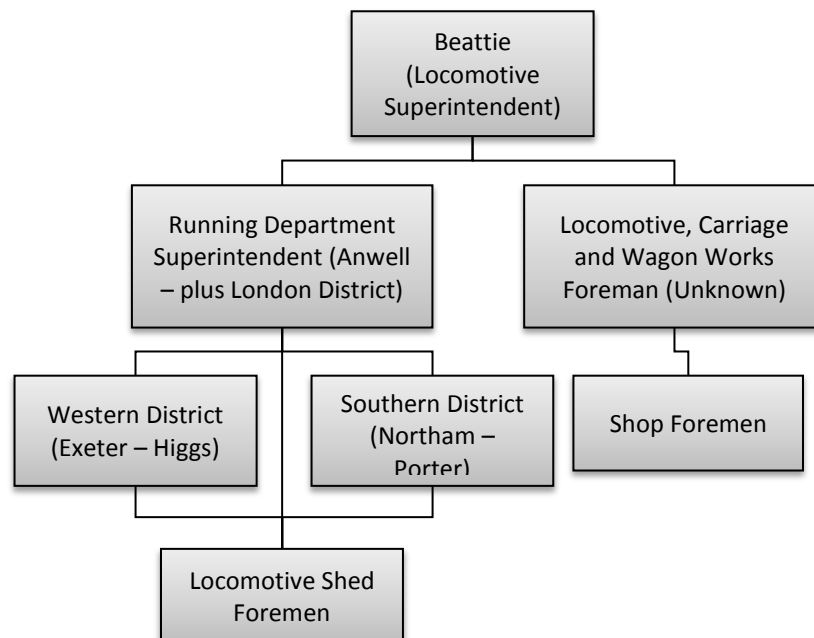 Beattie
(Locomotive
Superintendent)
Running Department
Superintendent (Anwell
– plus London District)
Locomotive, Carriage
and Wagon Works
Foreman (Unknown)
Western District
(Exeter – Higgs)
Southern District
(Northam –
Porter)
Shop Foremen
Locomotive Shed
Foremen